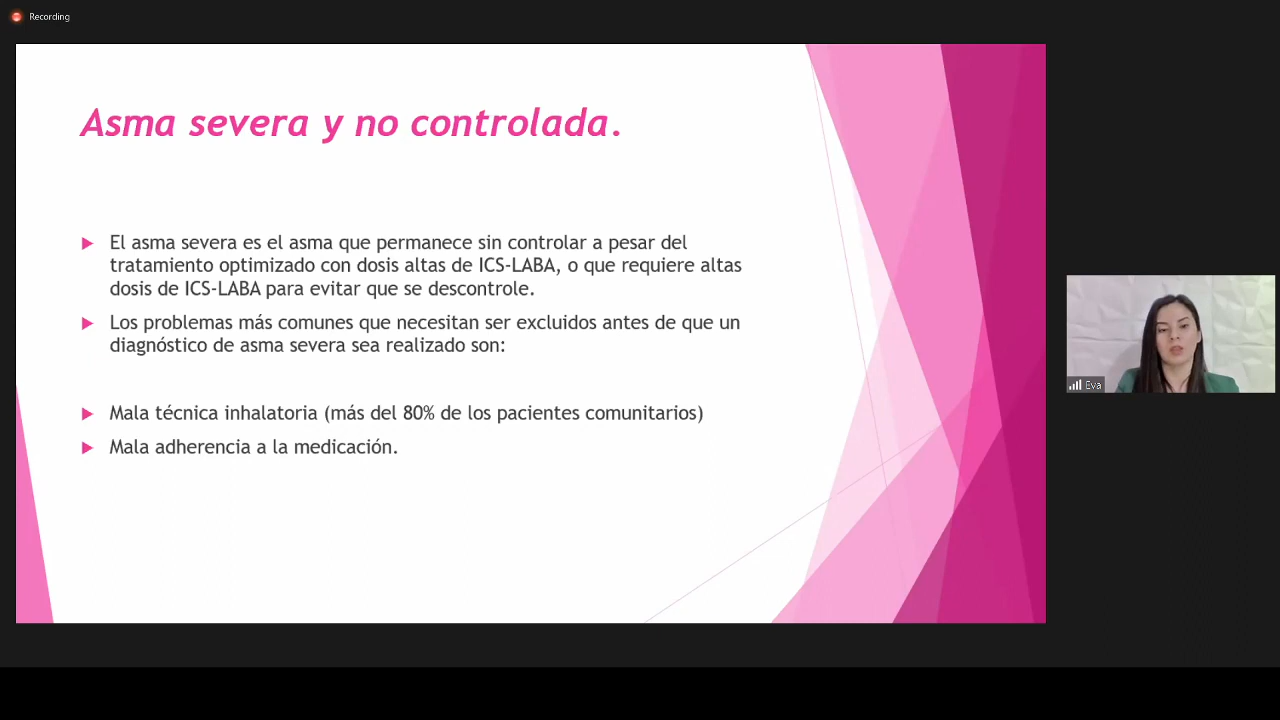 Recording
Asma severa y no controlada.
El asma severa es el asma que permanece sin controlar a pesar del
tratamiento optimizado con dosis altas de ICS-LABA, o que requiere altas
dosis de ICS-LABA para evitar que se descontrole.
Los problemas más comunes que necesitan ser excluidos antes de que un
diagnóstico de asma severa sea realizado son:
Mala técnica inhalatoria (más del 80% de los pacientes comunitarios)
Mala adherencia a la medicación.
Eva